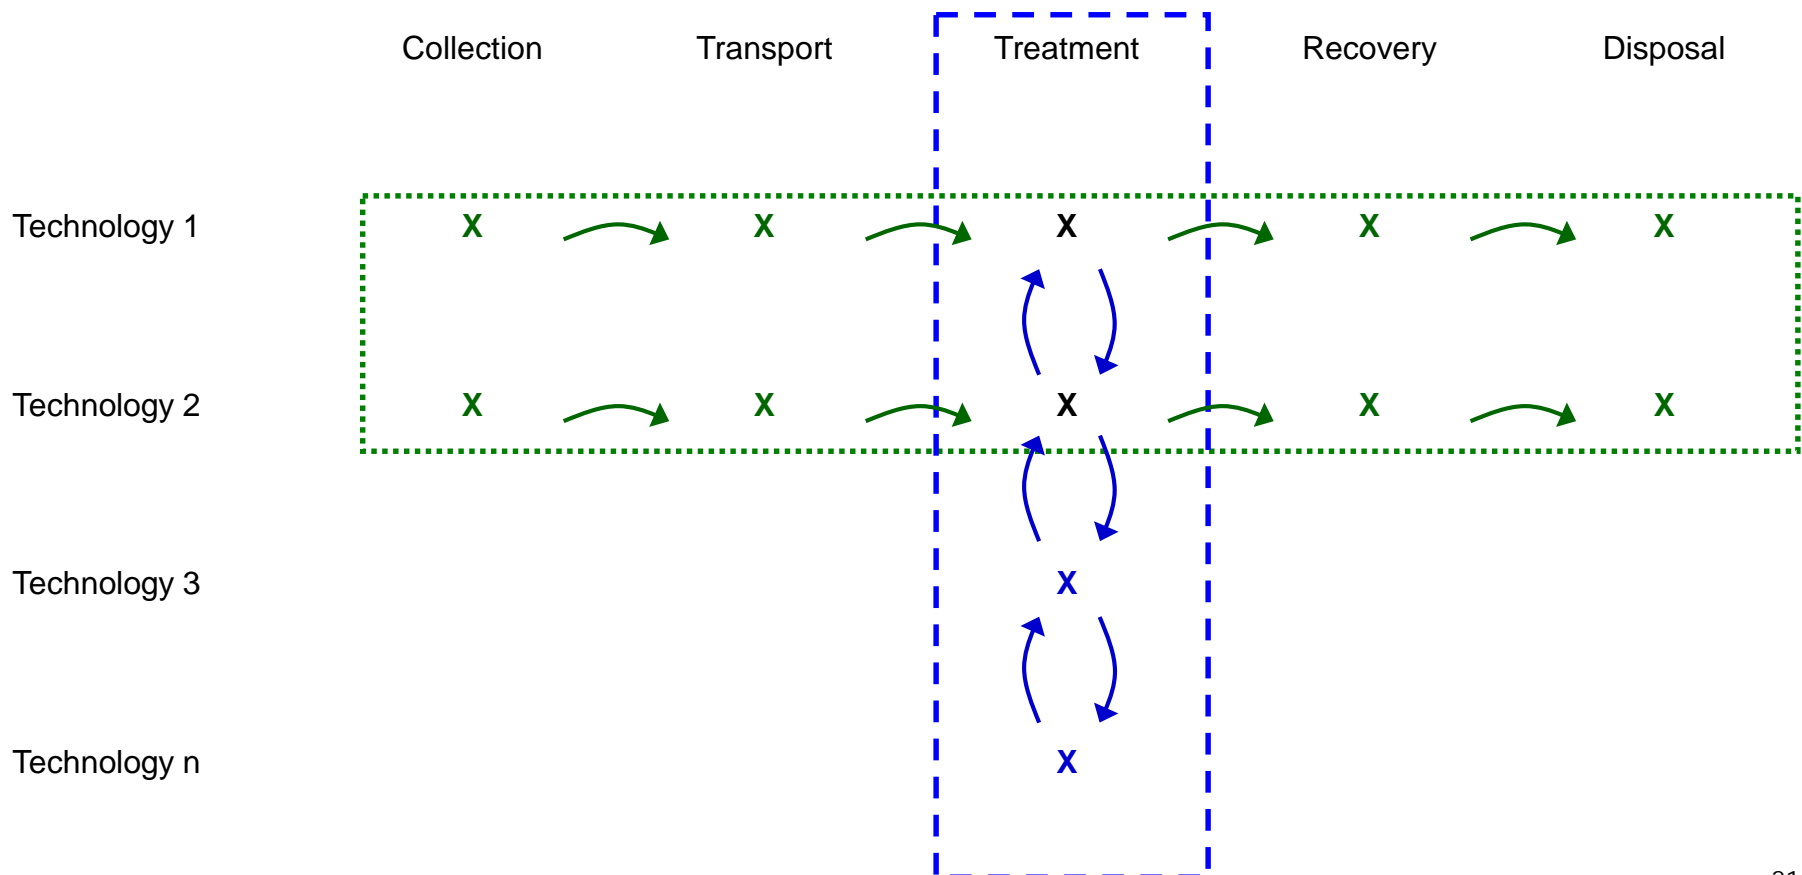 Collection Transport Treatment Recovery Disposal
Technology 1 X X X X X
Technology 2 X X X X X
Technology 3 X
Technology n X